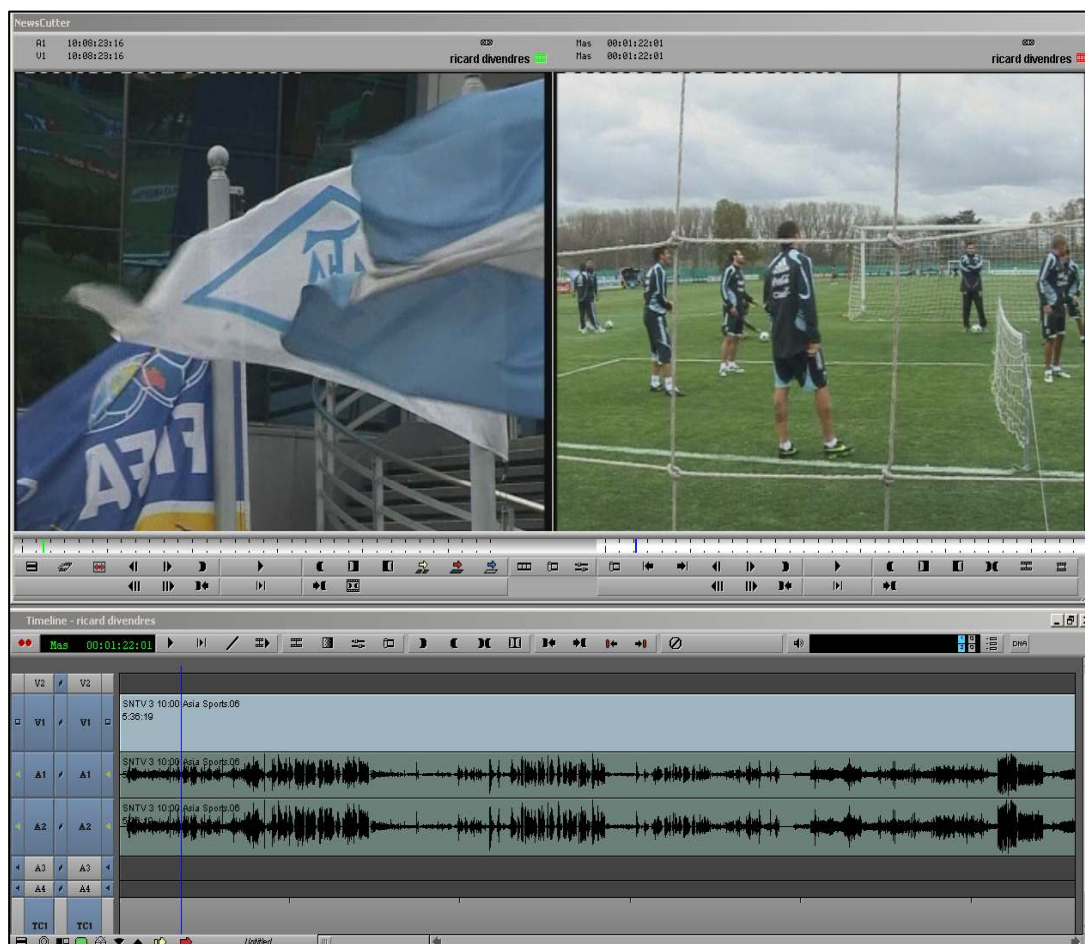 NewsCutter
A1 10:08:23:16
V1 10:08:23:16
ricard divendres
Mas 00:01:22:01
Mas 00:01:22:01
ricard divendres
FIFA
Timeline - ricard divendres
Mas 00:01:22:01
DNA
V2 V2
SNTV 3 10:00 Asia Sports.06
5:36:19
V1 V1
SNTV 3 10:00 Asia Sports.06
A1 A1
SNTV 3 10:00 Asia Sports.06
A2 A2
A3 A3
A4 A4
TC1 TC1
Untitled